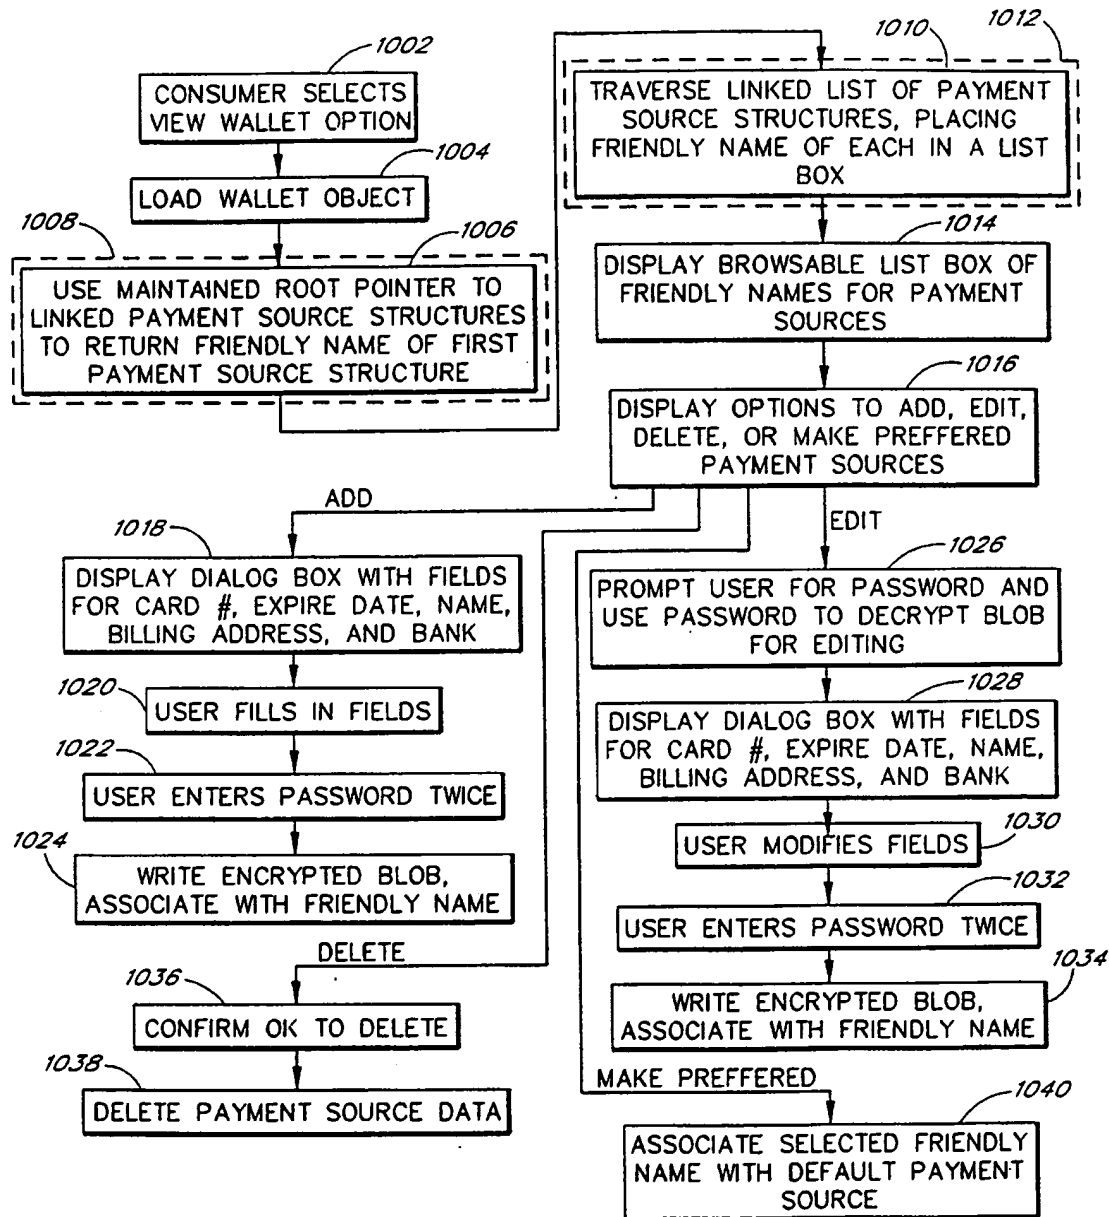 1002
CONSUMER SELECTS
VIEW WALLET OPTION
1004
LOAD WALLET OBJECT
1008
1006
USE MAINTAINED ROOT POINTER TO
LINKED PAYMENT SOURCE STRUCTURES
TO RETURN FRIENDLY NAME OF FIRST
PAYMENT SOURCE STRUCTURE
1010
1012
TRAVERSE LINKED LIST OF PAYMENT
SOURCE STRUCTURES, PLACING
FRIENDLY NAME OF EACH IN A LIST
BOX
1014
DISPLAY BROWSABLE LIST BOX OF
FRIENDLY NAMES FOR PAYMENT
SOURCES
1016
DISPLAY OPTIONS TO ADD, EDIT,
DELETE, OR MAKE PREFFERED
PAYMENT SOURCES
ADD
1018
DISPLAY DIALOG BOX WITH FIELDS
FOR CARD #, EXPIRE DATE, NAME,
BILLING ADDRESS, AND BANK
1020
USER FILLS IN FIELDS
1022
USER ENTERS PASSWORD TWICE
1024
WRITE ENCRYPTED BLOB,
ASSOCIATE WITH FRIENDLY NAME
EDIT
1026
PROMPT USER FOR PASSWORD AND
USE PASSWORD TO DECRYPT BLOB
FOR EDITING
1028
DISPLAY DIALOG BOX WITH FIELDS
FOR CARD #, EXPIRE DATE, NAME,
BILLING ADDRESS, AND BANK
1030
USER MODIFIES FIELDS
1032
USER ENTERS PASSWORD TWICE
1034
WRITE ENCRYPTED BLOB,
ASSOCIATE WITH FRIENDLY NAME
DELETE
1036
CONFIRM OK TO DELETE
1038
DELETE PAYMENT SOURCE DATA
MAKE PREFFERED
1040
ASSOCIATE SELECTED FRIENDLY
NAME WITH DEFAULT PAYMENT
SOURCE